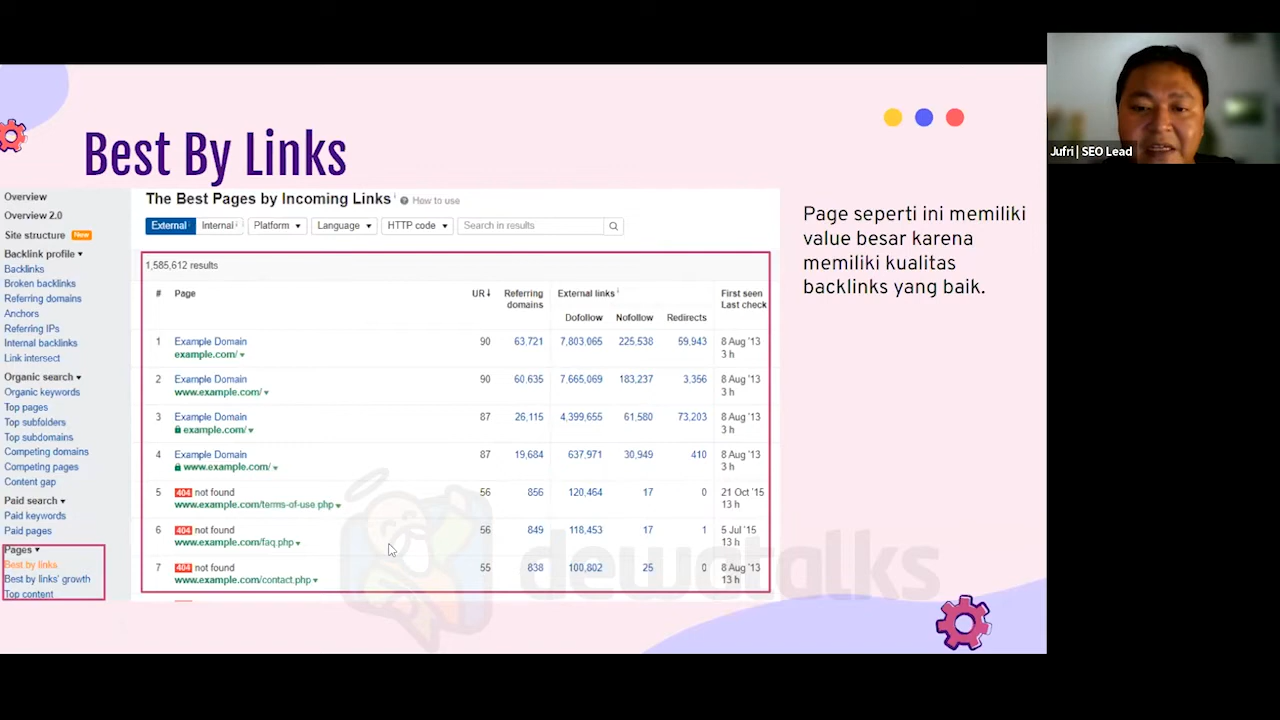 Best By Links
Jufri | SEO Lead
Page seperti ini memiliki
value besar karena
memiliki kualitas
backlinks yang baik.
Overview
Overview 2.0
Site structure New
Backlink profile
Backlinks
Broken backlinks
Referring domains
Anchors
Referring IPs
Internal backlinks
Link intersect
Organic search
Organic keywords
Top pages
Top subfolders
Top subdomains
Competing domains
Competing pages
Content gap
Paid search
Paid keywords
Paid pages
Pages
Best by links
Best by links' growth
Top content
The Best Pages by Incoming Links i ? How to use
External Internal i Platform Language HTTP code Search in results
1,585,612 results
# Page UR↓ Referring domains External links i Dofollow Nofollow Redirects First seen Last check
1 Example Domain 90 63,721 7,803,065 225,538 59,943 8 Aug '13
example.com/ 3 h
2 Example Domain 90 60,635 7,665,069 183,237 3,356 8 Aug '13
www.example.com/ 3 h
3 Example Domain 87 26,115 4,399,655 61,580 73,203 8 Aug '13
example.com/ 3 h
4 Example Domain 87 19,684 637,971 30,949 410 8 Aug '13
www.example.com/ 3 h
5 404 not found 56 856 120,464 17 0 21 Oct '15
www.example.com/terms-of-use.php 13 h
6 404 not found 56 849 118,453 17 1 5 Jul '15
www.example.com/faq.php 13 h
7 404 not found 55 838 100,802 25 0 8 Aug '13
www.example.com/contact.php 13 h
dewatalks